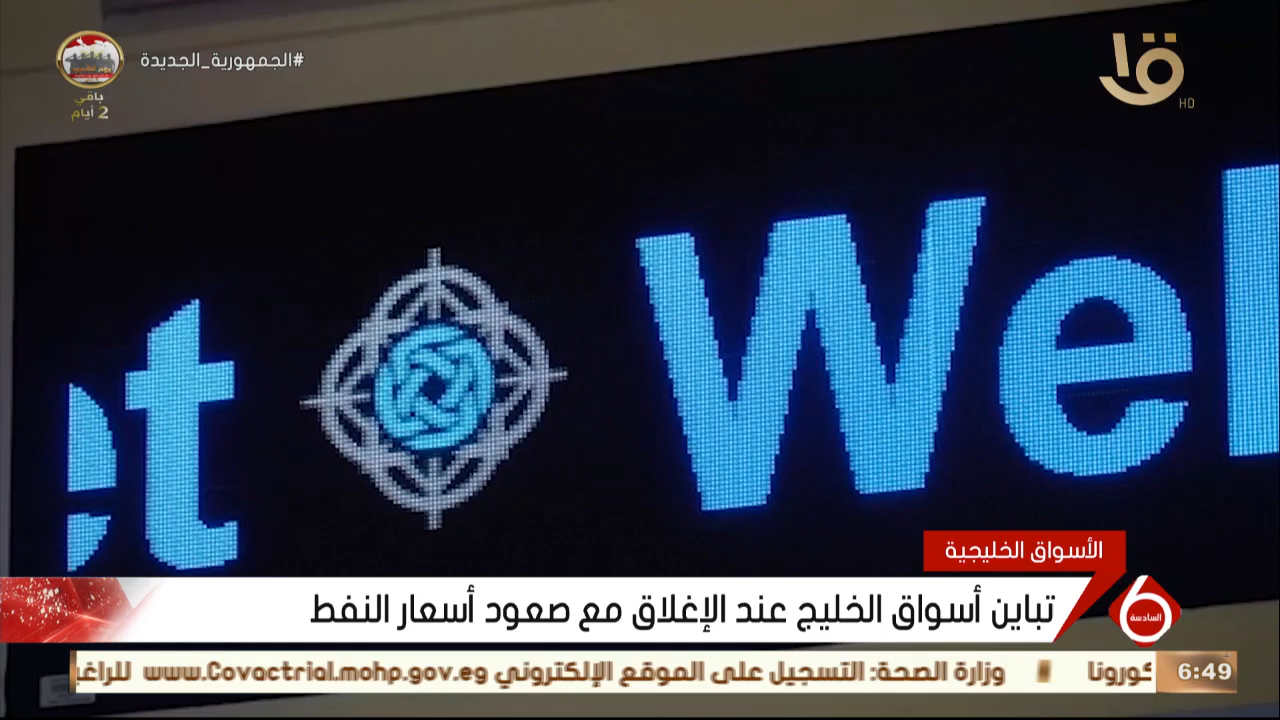 #الجمهورية_الجديدة
باقي
2 أيام
HD
et Wel
الأسواق الخليجية
تباين أسواق الخليج عند الإغلاق مع صعود أسعار النفط
السادسة
6:49 كورونا وزارة الصحة: التسجيل على الموقع الإلكتروني www.Covactrial.mohp.gov.eg